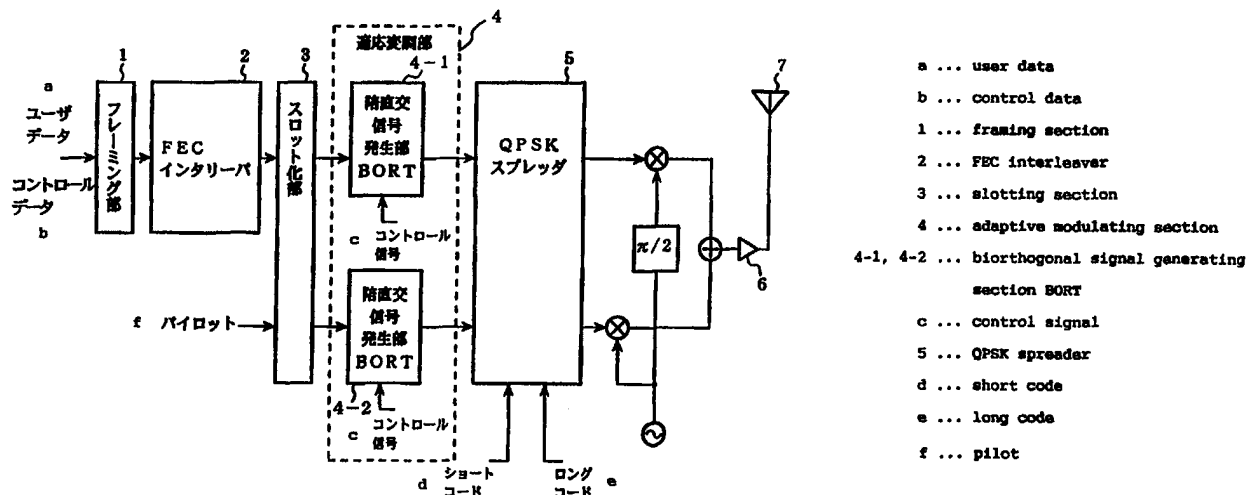 4
適応変調部
1
2
3
4-1
5
7
a
ユーザ
データ
コントロール
データ
b
フレーミング部
FEC
インタリーバ
スロット化部
陪直交
信号
発生部
BORT
c コントロール
信号
QPSK
スプレッダ
π/2
6
f パイロット
陪直交
信号
発生部
BORT
4-2
c コントロール
信号
d ショート
コード
ロング
コード e
a ... user data
b ... control data
1 ... framing section
2 ... FEC interleaver
3 ... slotting section
4 ... adaptive modulating section
4-1, 4-2 ... biorthogonal signal generating
section BORT
c ... control signal
5 ... QPSK spreader
d ... short code
e ... long code
f ... pilot